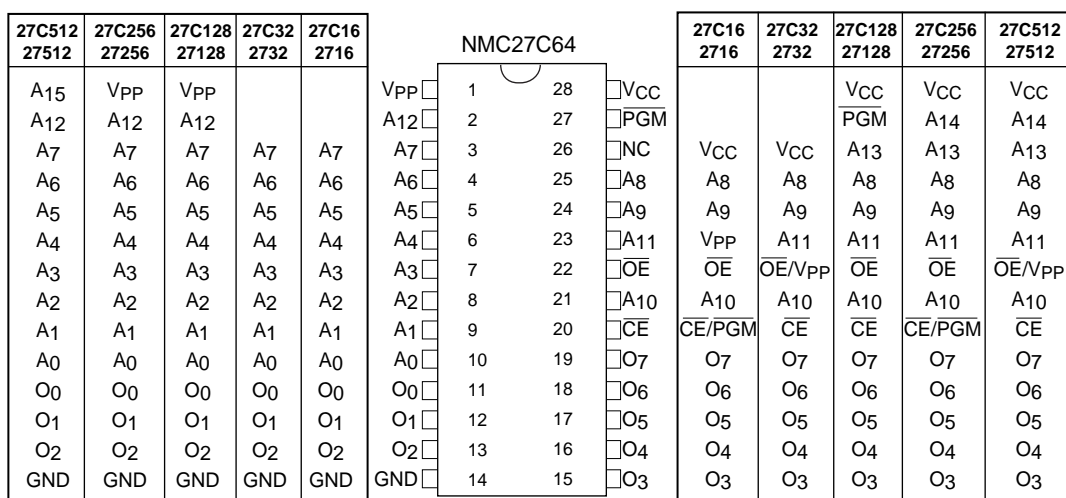 27C512 27C256 27C128 27C32 27C16 NMC27C64 27C16 27C32 27C128 27C256 27C512
27512 27256 27128 2732 2716 2716 2732 27128 27256 27512
A15 VPP VPP VPP 1 28 VCC VCC VCC VCC
A12 A12 A12 A12 2 27 PGM PGM A14 A14
A7 A7 A7 A7 A7 A7 3 26 NC VCC VCC A13 A13 A13
A6 A6 A6 A6 A6 A6 4 25 A8 A8 A8 A8 A8 A8
A5 A5 A5 A5 A5 A5 5 24 A9 A9 A9 A9 A9 A9
A4 A4 A4 A4 A4 A4 6 23 A11 VPP A11 A11 A11 A11
A3 A3 A3 A3 A3 A3 7 22 OE OE OE/VPP OE OE OE/VPP
A2 A2 A2 A2 A2 A2 8 21 A10 A10 A10 A10 A10 A10
A1 A1 A1 A1 A1 A1 9 20 CE CE/PGM CE CE CE/PGM CE
A0 A0 A0 A0 A0 A0 10 19 O7 O7 O7 O7 O7 O7
O0 O0 O0 O0 O0 O0 11 18 O6 O6 O6 O6 O6 O6
O1 O1 O1 O1 O1 O1 12 17 O5 O5 O5 O5 O5 O5
O2 O2 O2 O2 O2 O2 13 16 O4 O4 O4 O4 O4 O4
GND GND GND GND GND GND 14 15 O3 O3 O3 O3 O3 O3